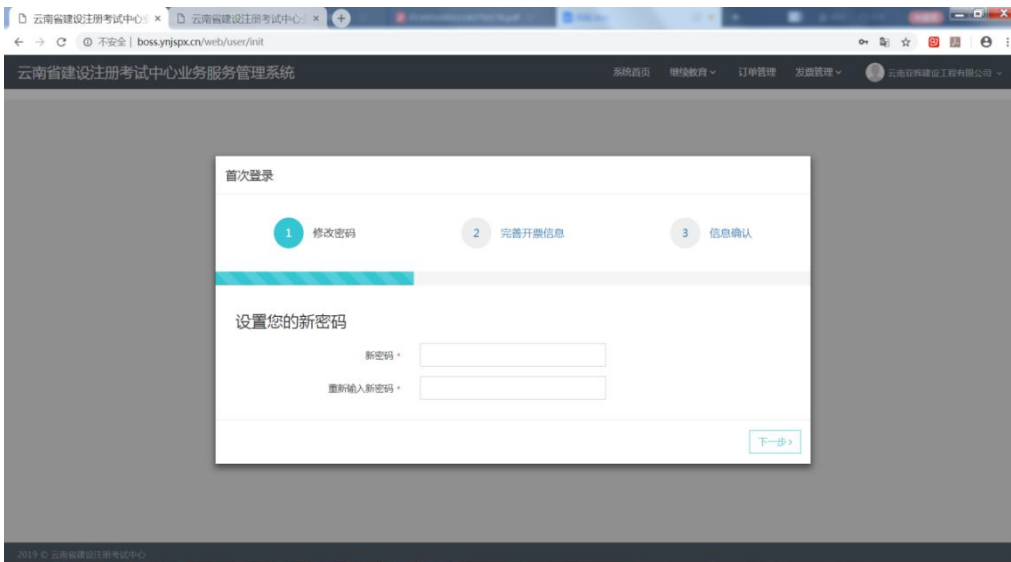 云南省建设注册考试中心
云南省建设注册考试中心
不安全 | boss.ynjspx.cn/web/user/init
云南省建设注册考试中心业务服务管理系统
系统首页 继续教育 订单管理 发票管理
首次登录
1 修改密码 2 完善开票信息 3 信息确认
设置您的新密码
新密码 *
重新输入新密码 *
下一步 ›
2019 © 云南省建设注册考试中心